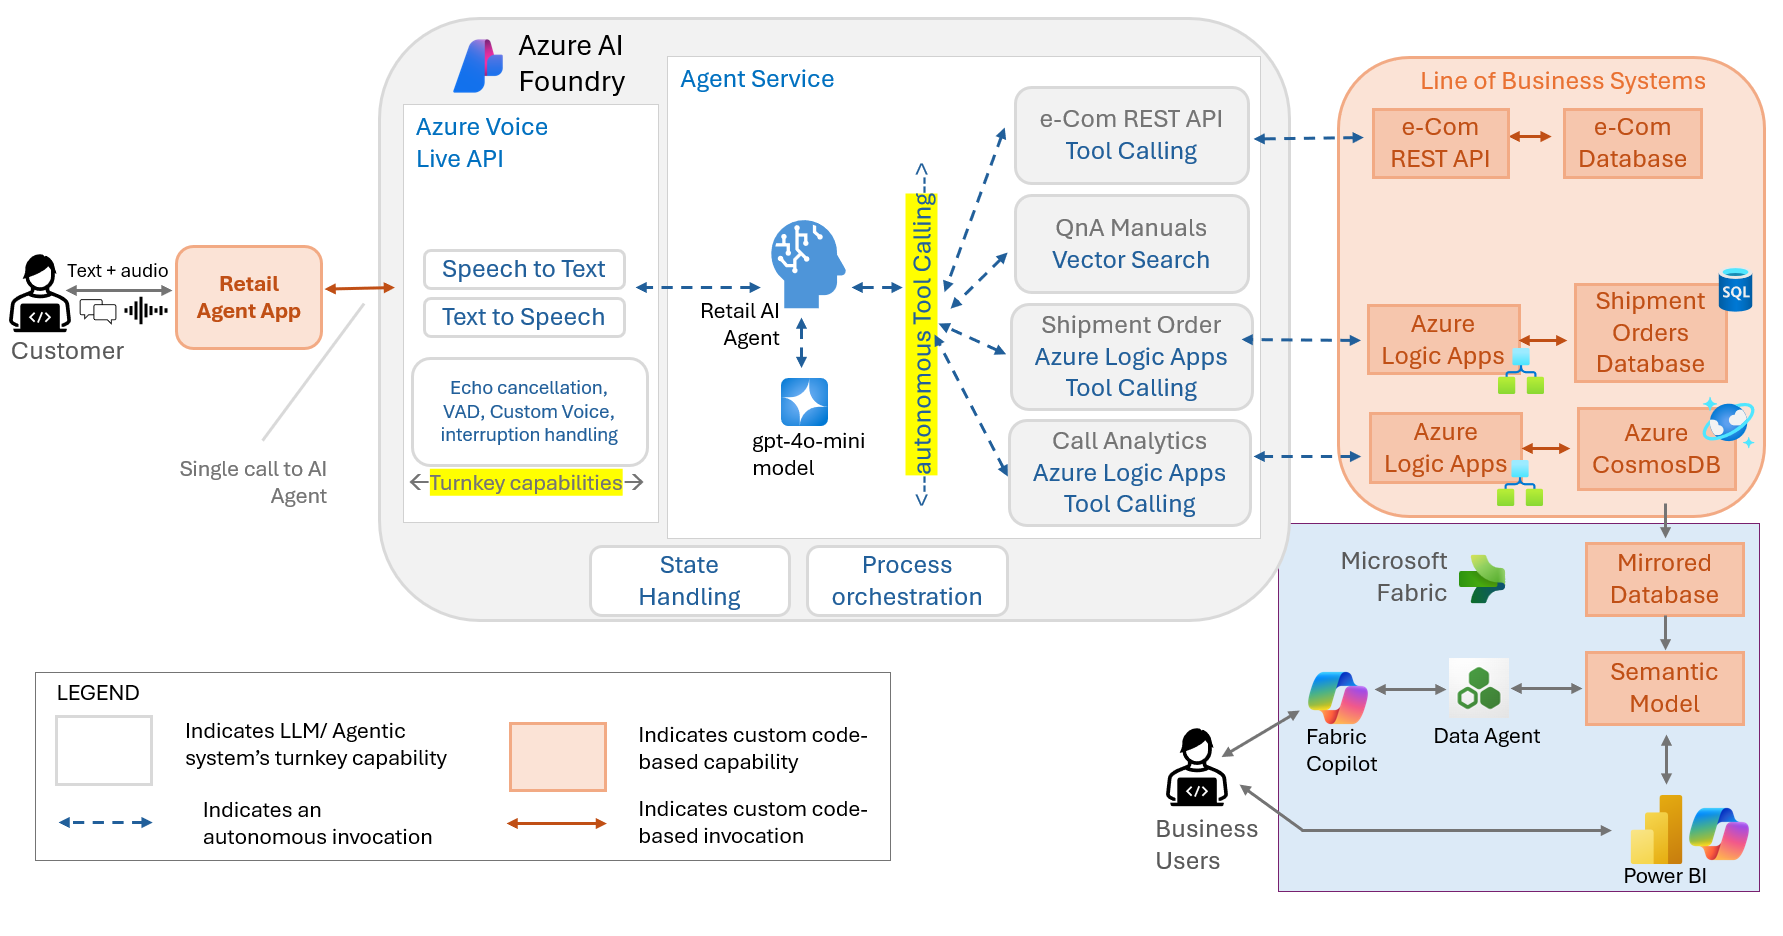 Azure AI
Foundry
Agent Service
Azure Voice
Live API
Speech to Text
Text to Speech
Echo cancellation,
VAD, Custom Voice,
interruption handling
Turnkey capabilities
Text + audio
Customer
Retail
Agent App
Single call to AI
Agent
Retail AI
Agent
gpt-4o-mini
model
autonomous Tool Calling
e-Com REST API
Tool Calling
QnA Manuals
Vector Search
Shipment Order
Azure Logic Apps
Tool Calling
Call Analytics
Azure Logic Apps
Tool Calling
State
Handling
Process
orchestration
Line of Business Systems
e-Com
REST API
e-Com
Database
Azure
Logic Apps
Shipment
Orders
Database
SQL
Azure
Logic Apps
Azure
CosmosDB
Microsoft
Fabric
Mirrored
Database
Semantic
Model
Data Agent
Fabric
Copilot
Business
Users
Power BI
LEGEND
Indicates LLM/ Agentic
system's turnkey capability
Indicates custom code-
based capability
Indicates an
autonomous invocation
Indicates custom code-
based invocation